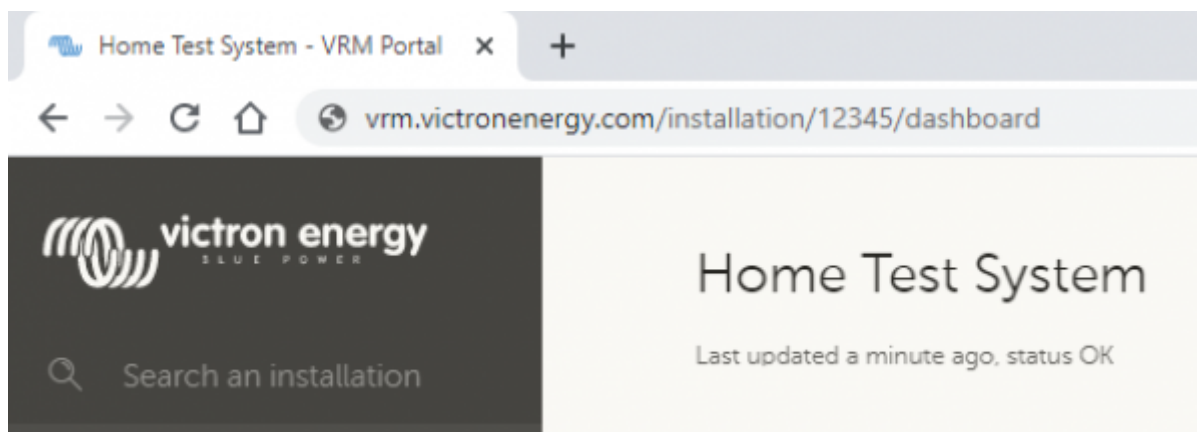 Home Test System - VRM Portal
vrm.victronenergy.com/installation/12345/dashboard
victron energy
BLUE POWER
Search an installation
Home Test System
Last updated a minute ago, status OK